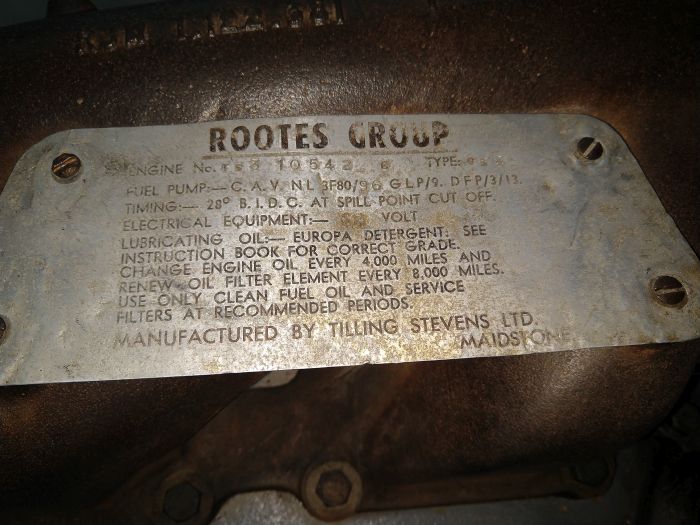 ROOTES GROUP
ENGINE No. TS3 10542 TYPE:
FUEL PUMP:— C.A.V. NL 3F80/96 GLP/9. DFP/3/13.
TIMING:— 28° B.I.D.C. AT SPILL POINT CUT OFF.
ELECTRICAL EQUIPMENT:— VOLT
LUBRICATING OIL:— EUROPA DETERGENT: SEE
INSTRUCTION BOOK FOR CORRECT GRADE.
CHANGE ENGINE OIL EVERY 4,000 MILES AND
RENEW OIL FILTER ELEMENT EVERY 8,000 MILES.
USE ONLY CLEAN FUEL OIL AND SERVICE
FILTERS AT RECOMMENDED PERIODS.
MANUFACTURED BY TILLING STEVENS LTD.
MAIDSTONE